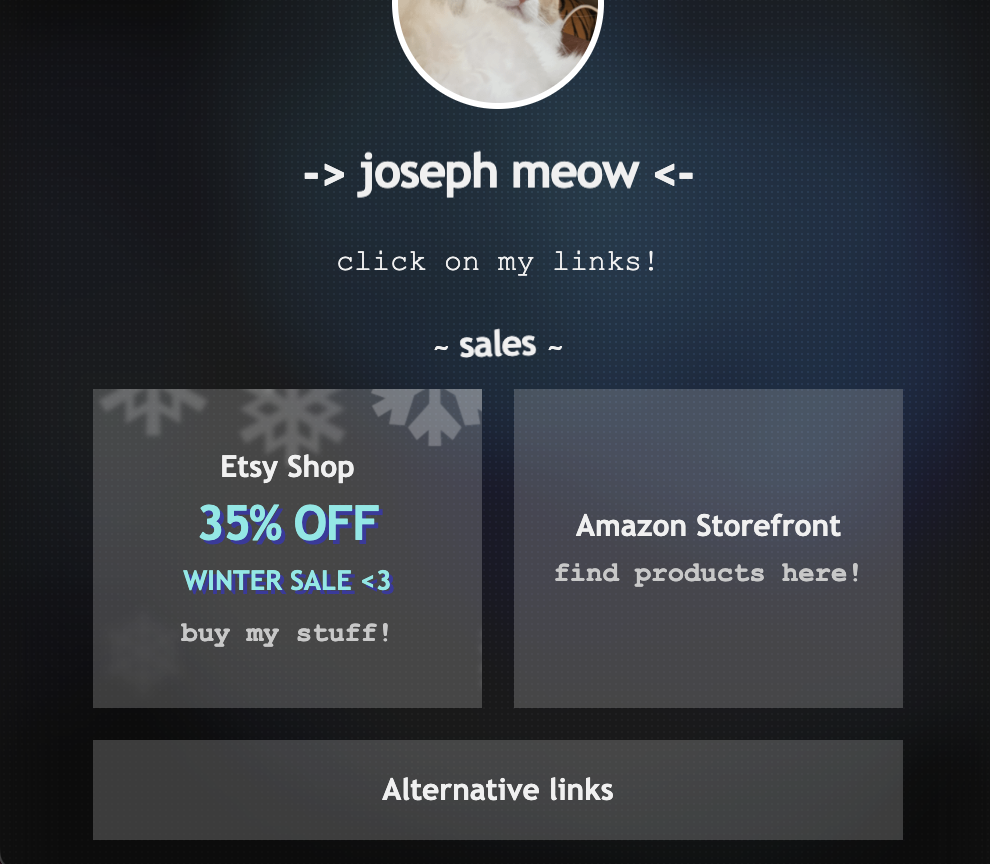 -> joseph meow <-
click on my links!
~ sales ~
Etsy Shop
35% OFF
WINTER SALE <3
buy my stuff!
Amazon Storefront
find products here!
Alternative links